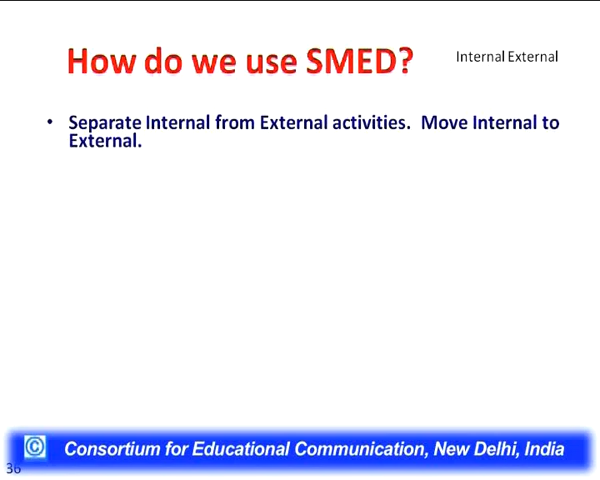 How do we use SMED?
Internal External
• Separate Internal from External activities. Move Internal to
External.
© Consortium for Educational Communication, New Delhi, India
36